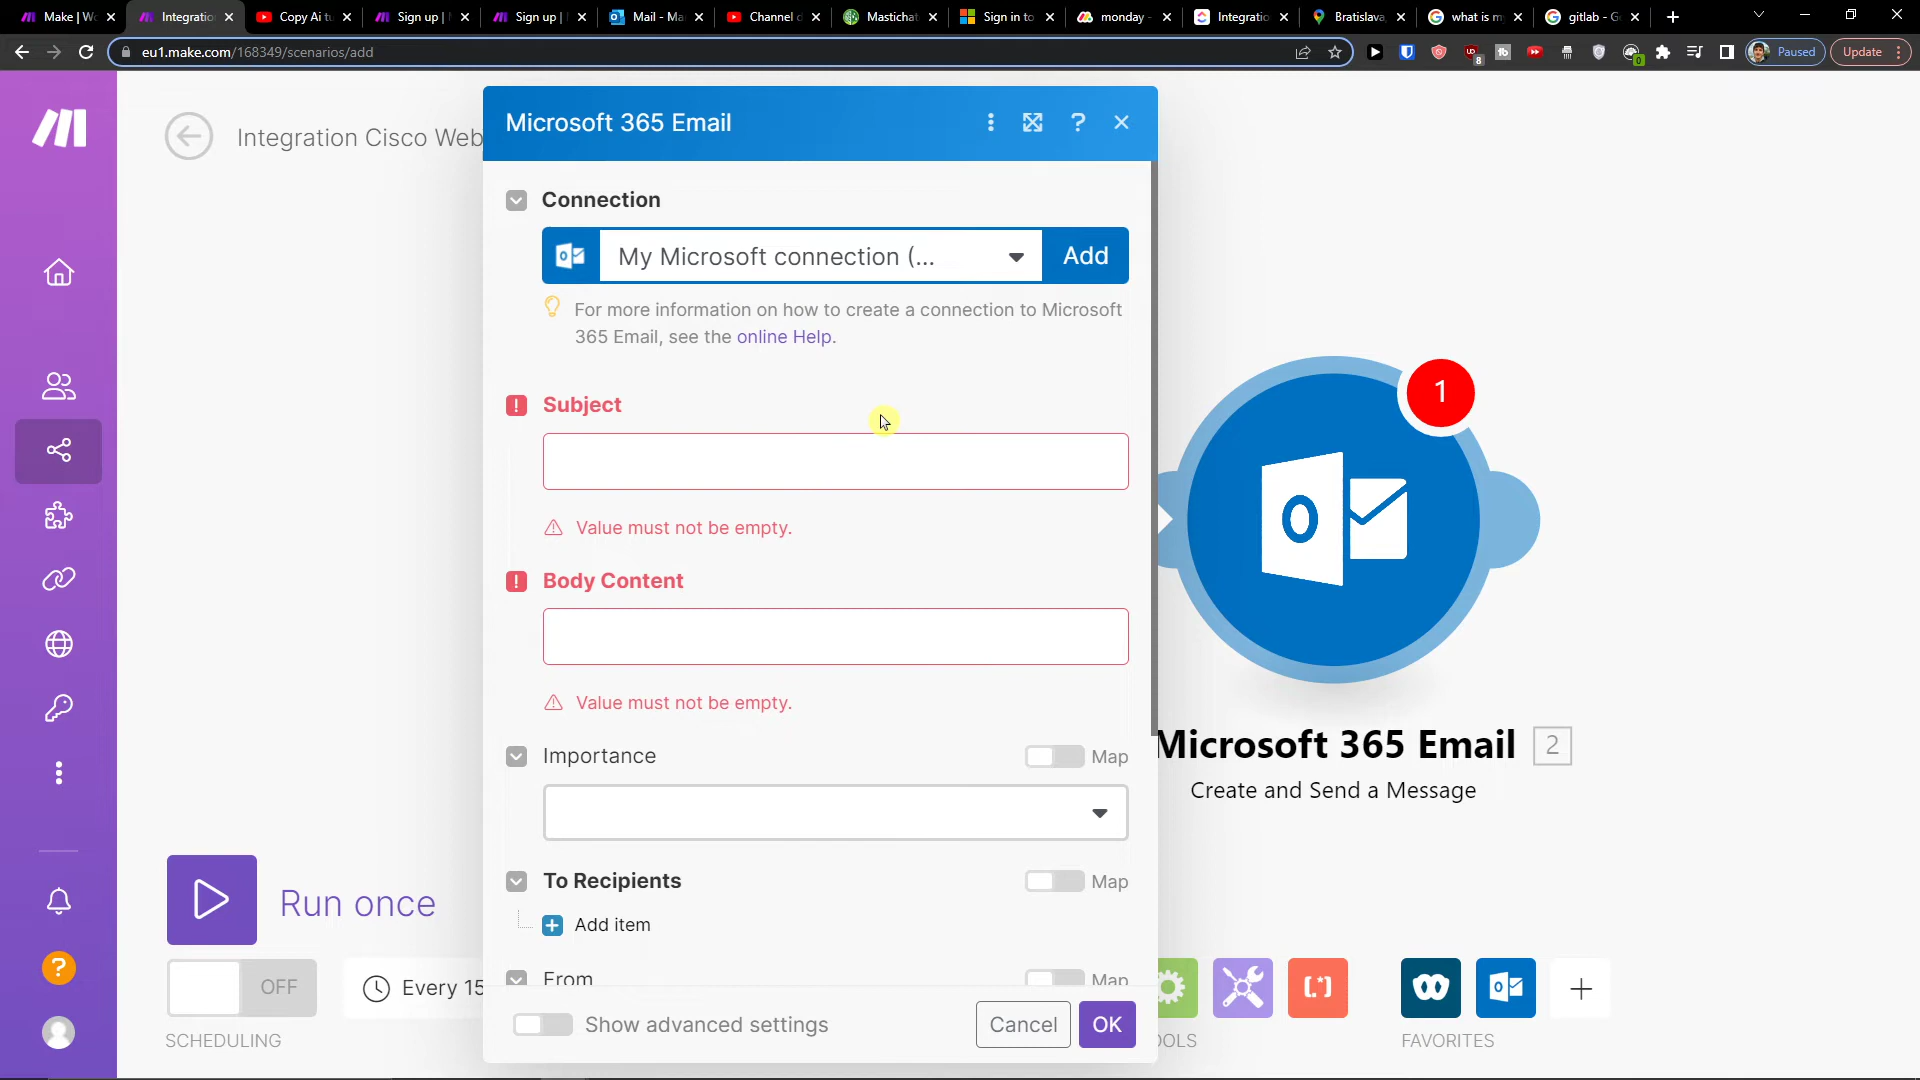 Make | Wo
Integratio
Copy Ai tu
Sign up |
Sign up |
Mail - Ma
Channel d
Mastichat
Sign in to
monday -
Integratio
Bratislava,
what is m
gitlab - G
eu1.make.com/168349/scenarios/add
8
0
Paused
Update
Integration Cisco Web
Microsoft 365 Email
?
Connection
My Microsoft connection (...
Add
For more information on how to create a connection to Microsoft
365 Email, see the online Help.
! Subject
Value must not be empty.
! Body Content
Value must not be empty.
Importance
Map
To Recipients
Map
Add item
From
Map
Show advanced settings
Cancel
OK
1
Microsoft 365 Email
2
Create and Send a Message
Run once
OFF
Every 15
SCHEDULING
?
[.*]
OOLS
FAVORITES